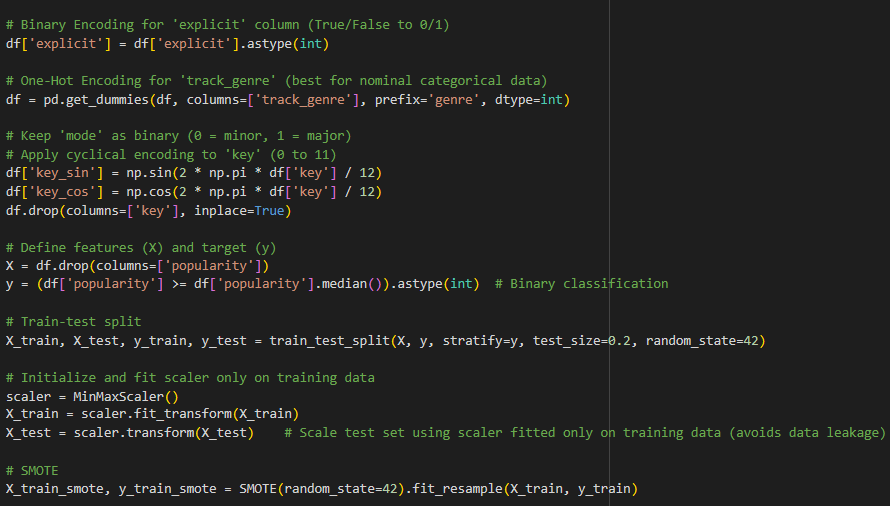 # Binary Encoding for 'explicit' column (True/False to 0/1)
df['explicit'] = df['explicit'].astype(int)
# One-Hot Encoding for 'track_genre' (best for nominal categorical data)
df = pd.get_dummies(df, columns=['track_genre'], prefix='genre', dtype=int)
# Keep 'mode' as binary (0 = minor, 1 = major)
# Apply cyclical encoding to 'key' (0 to 11)
df['key_sin'] = np.sin(2 * np.pi * df['key'] / 12)
df['key_cos'] = np.cos(2 * np.pi * df['key'] / 12)
df.drop(columns=['key'], inplace=True)
# Define features (X) and target (y)
X = df.drop(columns=['popularity'])
y = (df['popularity'] >= df['popularity'].median()).astype(int)  # Binary classification
# Train-test split
X_train, X_test, y_train, y_test = train_test_split(X, y, stratify=y, test_size=0.2, random_state=42)
# Initialize and fit scaler only on training data
scaler = MinMaxScaler()
X_train = scaler.fit_transform(X_train)
X_test = scaler.transform(X_test)    # Scale test set using scaler fitted only on training data (avoids data leakage)
# SMOTE
X_train_smote, y_train_smote = SMOTE(random_state=42).fit_resample(X_train, y_train)